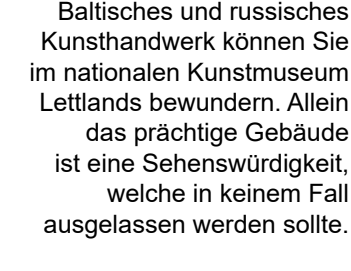 Baltisches und russisches
Kunsthandwerk können Sie
im nationalen Kunstmuseum
Lettlands bewundern. Allein
das prächtige Gebäude
ist eine Sehenswürdigkeit,
welche in keinem Fall
ausgelassen werden sollte.